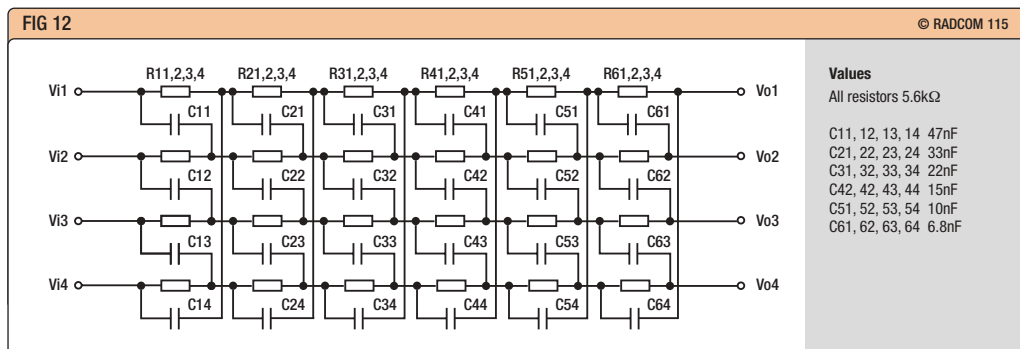 FIG 12
© RADCOM 115
R11,2,3,4 R21,2,3,4 R31,2,3,4 R41,2,3,4 R51,2,3,4 R61,2,3,4
Vi1 Vo1
C11 C21 C31 C41 C51 C61
Vi2 Vo2
C12 C22 C32 C42 C52 C62
Vi3 Vo3
C13 C23 C33 C43 C53 C63
Vi4 Vo4
C14 C24 C34 C44 C54 C64
Values
All resistors 5.6kΩ
C11, 12, 13, 14 47nF
C21, 22, 23, 24 33nF
C31, 32, 33, 34 22nF
C42, 42, 43, 44 15nF
C51, 52, 53, 54 10nF
C61, 62, 63, 64 6.8nF